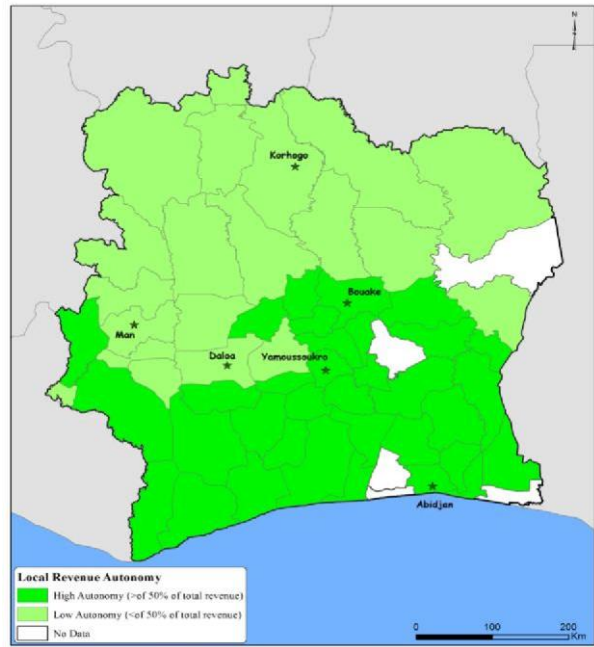 N
Korhogo
Bouake
Man
Daloa
Yamoussoukro
Abidjan
Local Revenue Autonomy
High Autonomy (>of 50% of total revenue)
Low Autonomy (<of 50% of total revenue)
No Data
0 100 200
Km